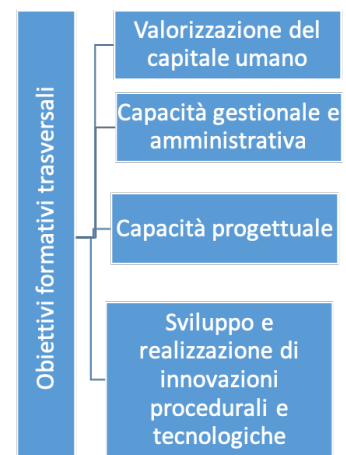 Obiettivi formativi trasversali
Valorizzazione del
capitale umano
Capacità gestionale e
amministrativa
Capacità progettuale
Sviluppo e
realizzazione di
innovazioni
procedurali e
tecnologiche